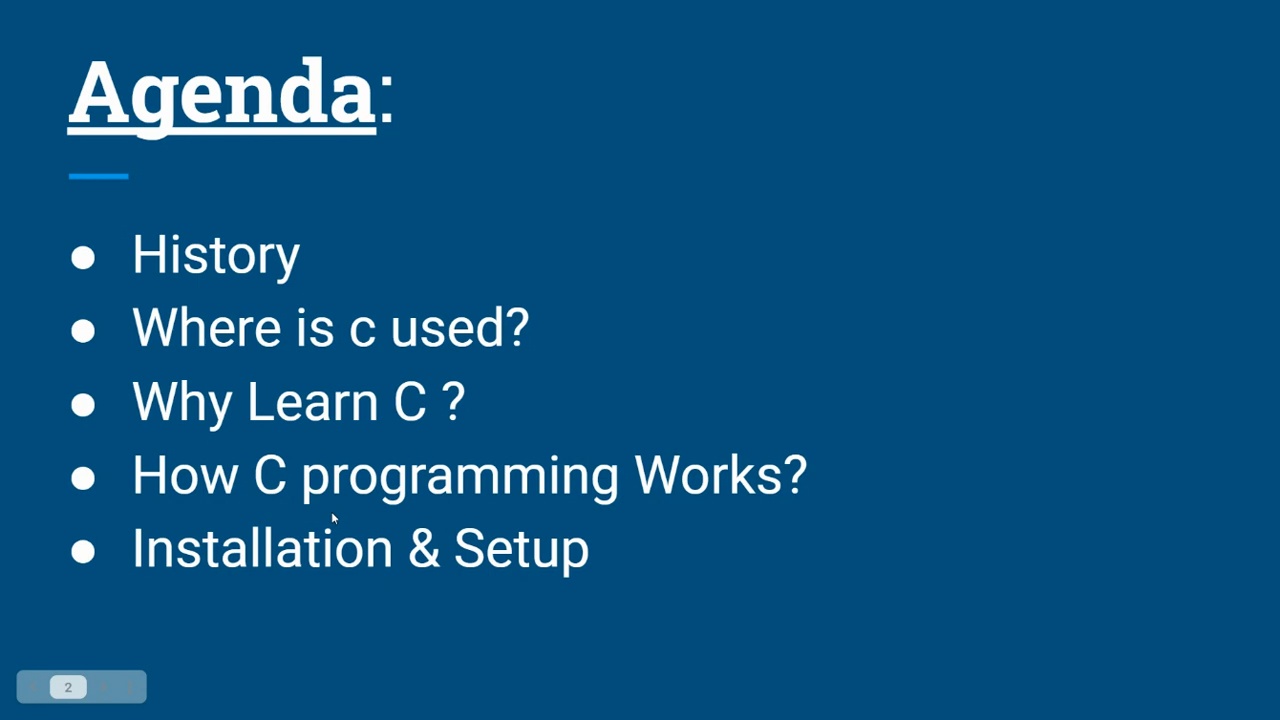 Agenda:
● History
● Where is c used?
● Why Learn C ?
● How C programming Works?
● Installation & Setup
2